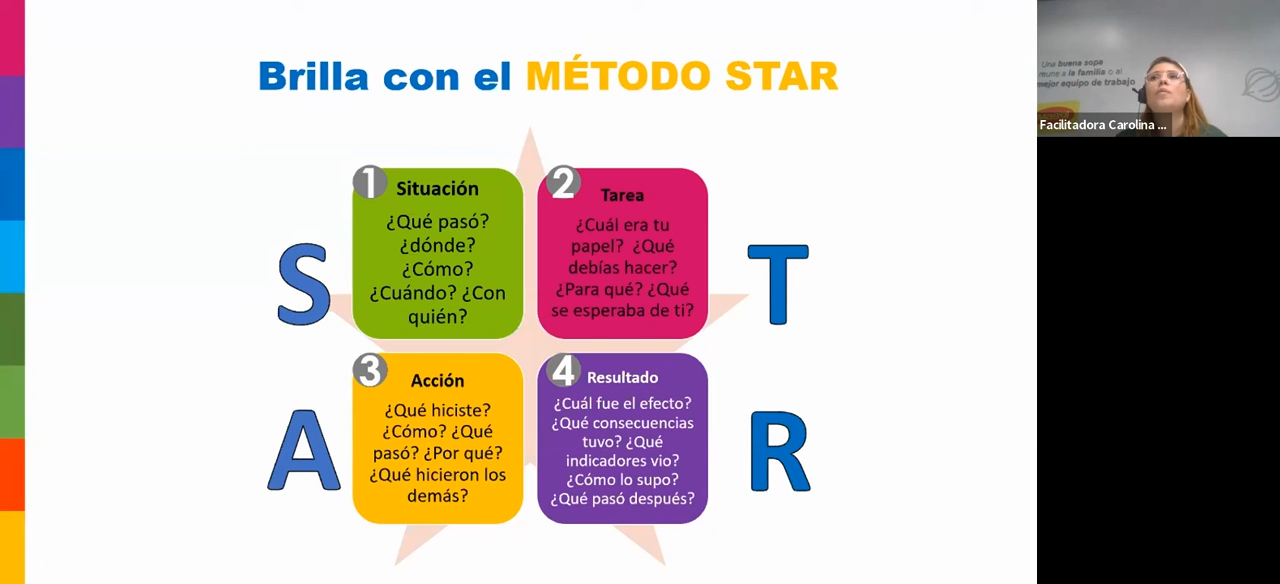 Brilla con el MÉTODO STAR
S
1
Situación
¿Qué pasó?
¿dónde?
¿Cómo?
¿Cuándo? ¿Con
quién?
2
Tarea
¿Cuál era tu
papel? ¿Qué
debías hacer?
¿Para qué? ¿Qué
se esperaba de ti?
T
A
3
Acción
¿Qué hiciste?
¿Cómo? ¿Qué
pasó? ¿Por qué?
¿Qué hicieron los
demás?
4
Resultado
¿Cuál fue el efecto?
¿Qué consecuencias
tuvo? ¿Qué
indicadores vio?
¿Cómo lo supo?
¿Qué pasó después?
R
Una buena sopa
reune a la familia o al
mejor equipo de trabajo
Facilitadora Carolina ...